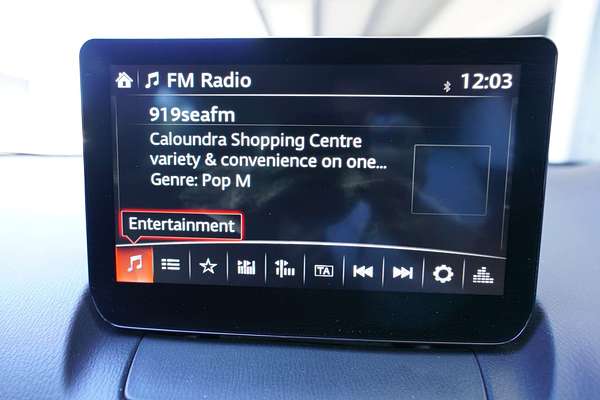 FM Radio
12:03
919seafm
Caloundra Shopping Centre
variety & convenience on one...
Genre: Pop M
Entertainment
TA